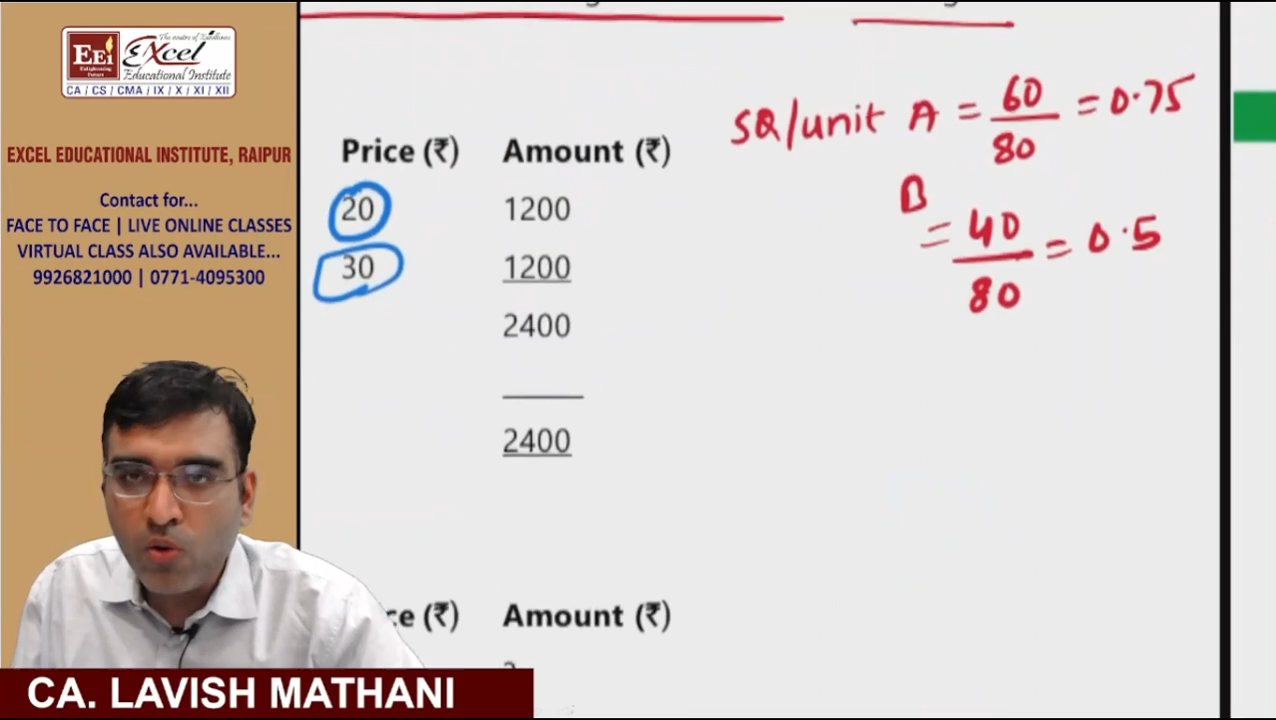 EEi
Enlightening
Future
The centre of Excellence
Excel
Educational Institute
CA / CS / CMA / IX / X / XI / XII
EXCEL EDUCATIONAL INSTITUTE, RAIPUR
Contact for...
FACE TO FACE | LIVE ONLINE CLASSES
VIRTUAL CLASS ALSO AVAILABLE...
9926821000 | 0771-4095300
Price (₹) Amount (₹)
20 1200
30 1200
2400
2400
SQ/unit A = 60/80 = 0.75
B = 40/80 = 0.5
Amount (₹)
CA. LAVISH MATHANI